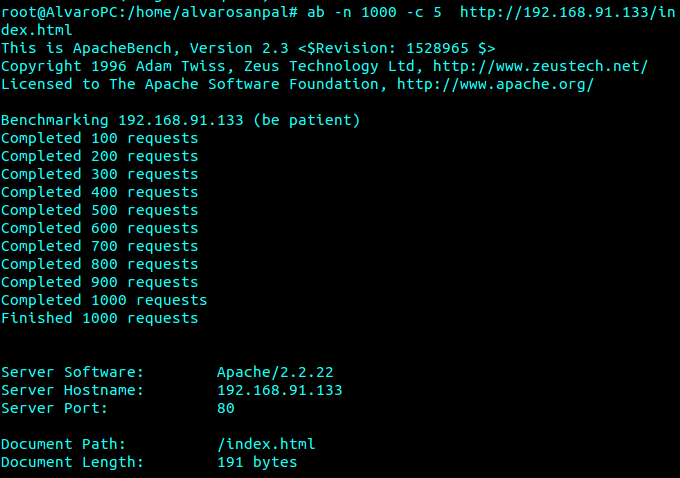 root@AlvaroPC:/home/alvarosanpal# ab -n 1000 -c 5  http://192.168.91.133/in
dex.html
This is ApacheBench, Version 2.3 <$Revision: 1528965 $>
Copyright 1996 Adam Twiss, Zeus Technology Ltd, http://www.zeustech.net/
Licensed to The Apache Software Foundation, http://www.apache.org/

Benchmarking 192.168.91.133 (be patient)
Completed 100 requests
Completed 200 requests
Completed 300 requests
Completed 400 requests
Completed 500 requests
Completed 600 requests
Completed 700 requests
Completed 800 requests
Completed 900 requests
Completed 1000 requests
Finished 1000 requests

Server Software:        Apache/2.2.22
Server Hostname:        192.168.91.133
Server Port:            80

Document Path:          /index.html
Document Length:        191 bytes